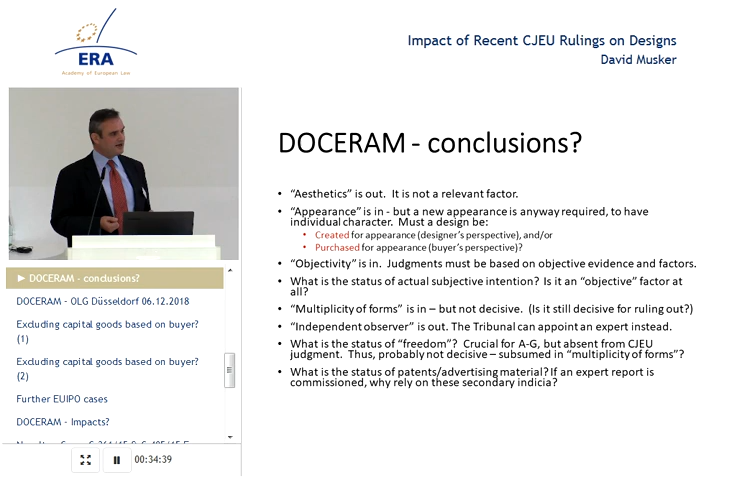 ERA
Academy of European Law
Impact of Recent CJEU Rulings on Designs
David Musker
DOCERAM - conclusions?
• "Aesthetics" is out. It is not a relevant factor.
• "Appearance" is in - but a new appearance is anyway required, to have
individual character. Must a design be:
• Created for appearance (designer's perspective), and/or
• Purchased for appearance (buyer's perspective)?
• "Objectivity" is in. Judgments must be based on objective evidence and factors.
• What is the status of actual subjective intention? Is it an "objective" factor at
all?
• "Multiplicity of forms" is in – but not decisive. (Is it still decisive for ruling out?)
• "Independent observer" is out. The Tribunal can appoint an expert instead.
• What is the status of "freedom"? Crucial for A-G, but absent from CJEU
judgment. Thus, probably not decisive – subsumed in "multiplicity of forms"?
• What is the status of patents/advertising material? If an expert report is
commissioned, why rely on these secondary indicia?
► DOCERAM - conclusions?
DOCERAM - OLG Düsseldorf 06.12.2018
Excluding capital goods based on buyer?
(1)
Excluding capital goods based on buyer?
(2)
Further EUIPO cases
DOCERAM - Impacts?
00:34:39